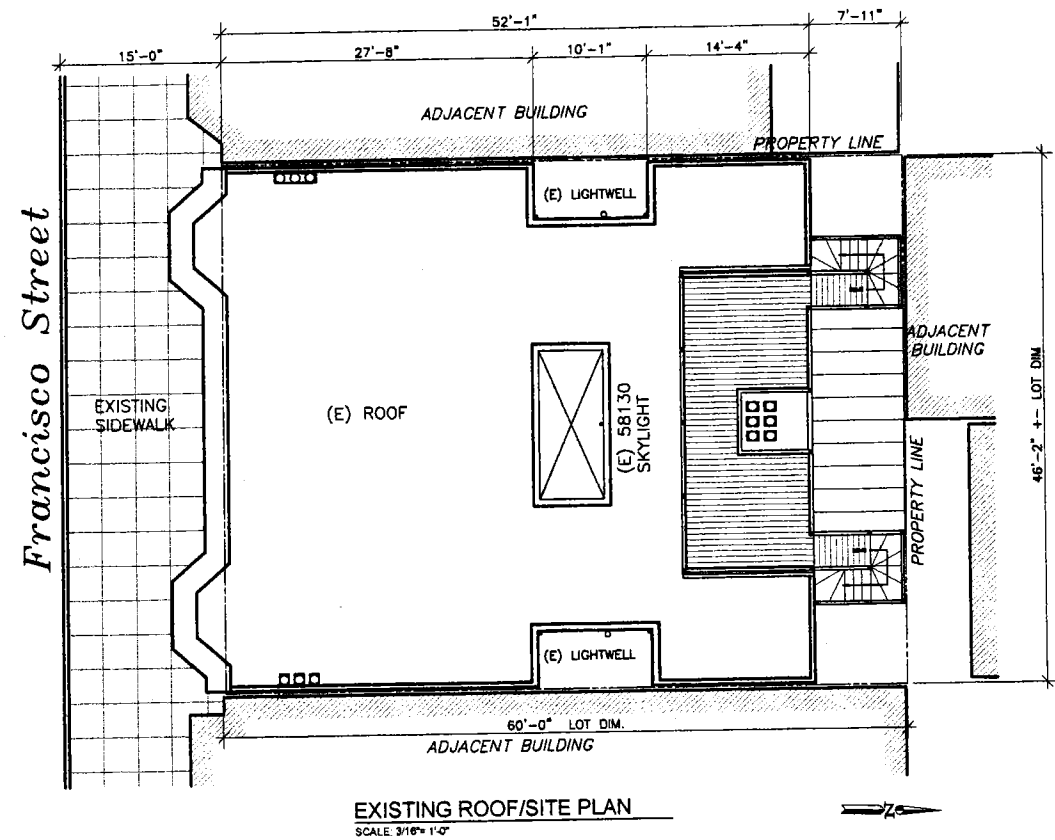 52'-1"
7'-11"
15'-0"
27'-8"
10'-1"
14'-4"
ADJACENT BUILDING
PROPERTY LINE
(E) LIGHTWELL
Francisco Street
ADJACENT
BUILDING
EXISTING
SIDEWALK
(E) ROOF
(E) 58130
SKYLIGHT
46'-2" +- LOT DIM
PROPERTY LINE
(E) LIGHTWELL
60'-0" LOT DIM.
ADJACENT BUILDING
EXISTING ROOF/SITE PLAN
SCALE: 3/16"= 1'-0"
Z